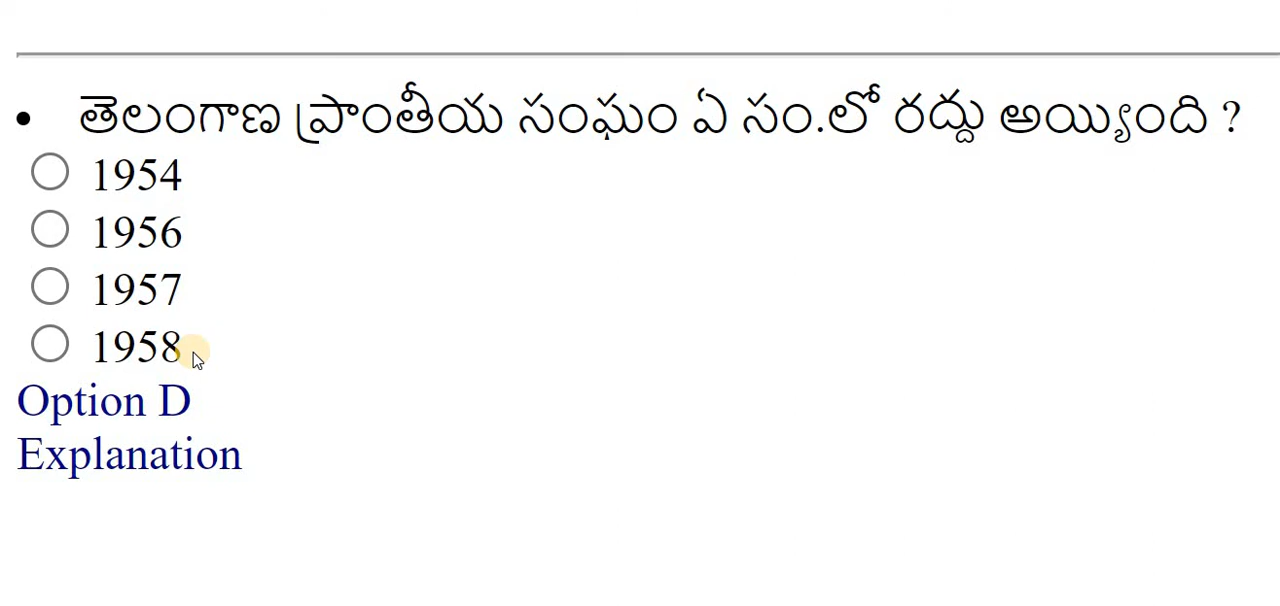 • తెలంగాణ ప్రాంతీయ సంఘం ఏ సం.లో రద్దు అయ్యింది ?
1954
1956
1957
1958
Option D
Explanation